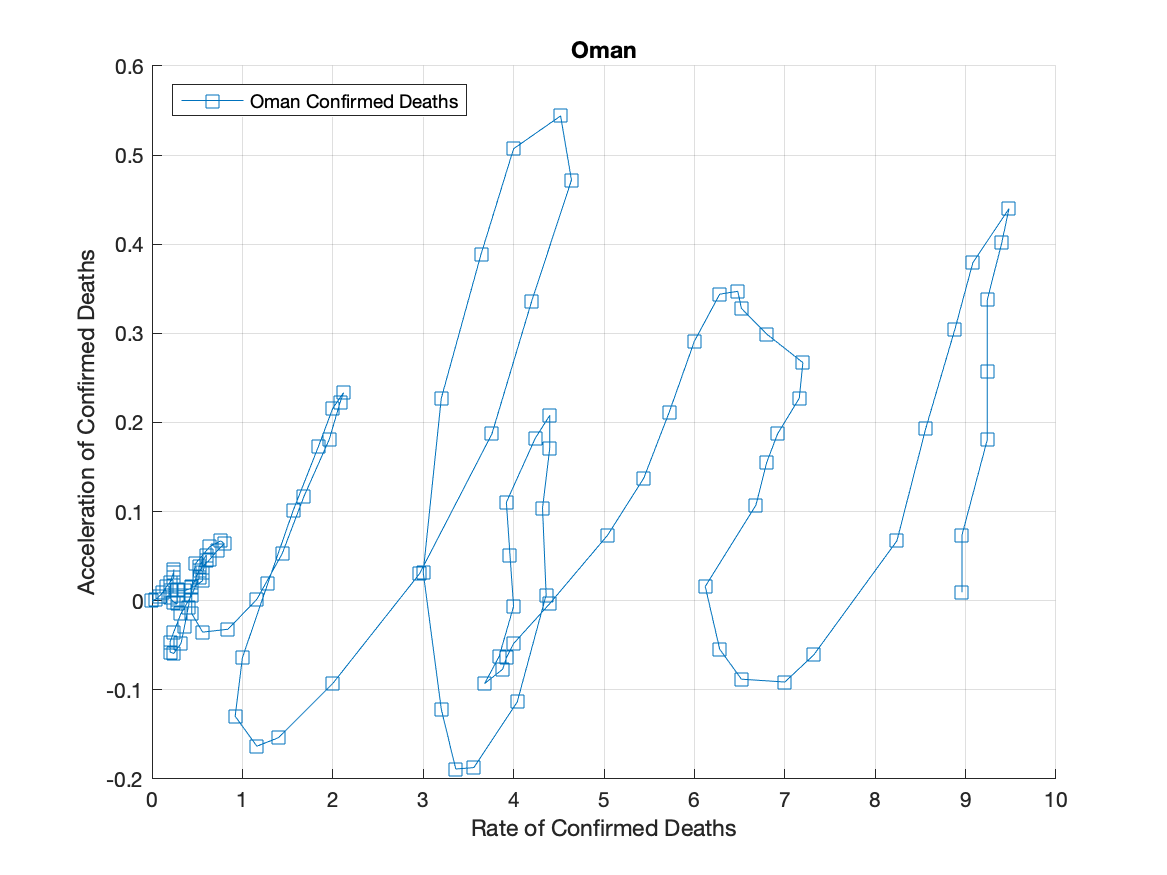 Oman
Oman Confirmed Deaths
Acceleration of Confirmed Deaths
0.6
0.5
0.4
0.3
0.2
0.1
0
-0.1
-0.2
0 1 2 3 4 5 6 7 8 9 10
Rate of Confirmed Deaths